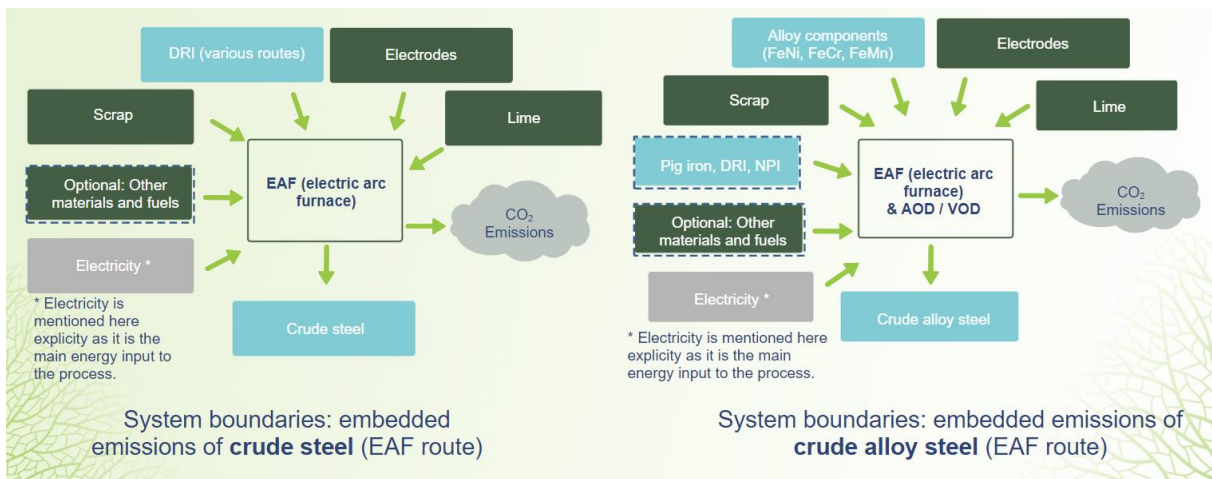 DRI (various routes)
Electrodes
Scrap
Lime
Optional: Other
materials and fuels
EAF (electric arc
furnace)
CO₂
Emissions
Electricity *
* Electricity is
mentioned here
explicity as it is the
main energy input to
the process.
Crude steel
System boundaries: embedded
emissions of crude steel (EAF route)
Alloy components
(FeNi, FeCr, FeMn)
Electrodes
Scrap
Lime
Pig iron, DRI, NPI
EAF (electric arc
furnace)
& AOD / VOD
CO₂
Emissions
Optional: Other
materials and fuels
Electricity *
* Electricity is mentioned here
explicity as it is the main
energy input to the process.
Crude alloy steel
System boundaries: embedded emissions of
crude alloy steel (EAF route)